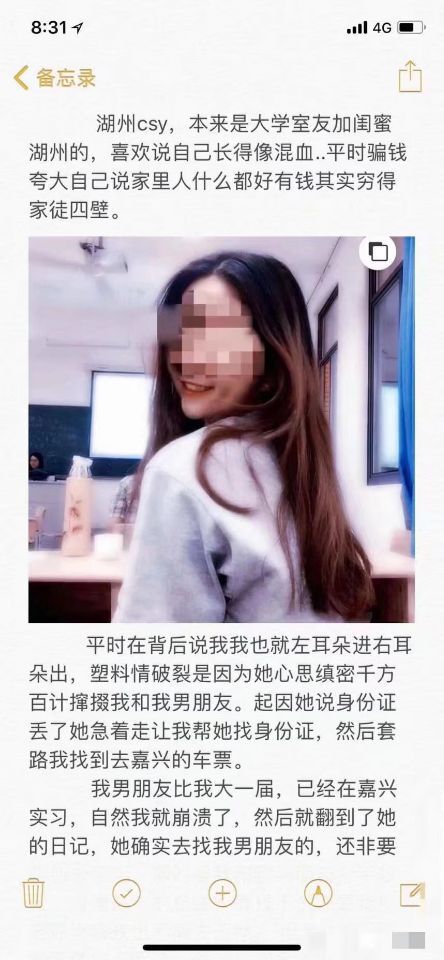 8:31
4G
备忘录
湖州csy，本来是大学室友加闺蜜
湖州的，喜欢说自己长得像混血..平时骗钱
夸大自己说家里人什么都好有钱其实穷得
家徒四壁。
平时在背后说我我也就左耳朵进右耳
朵出，塑料情破裂是因为她心思缜密千方
百计撺掇我和我男朋友。起因她说身份证
丢了她急着走让我帮她找身份证，然后套
路我找到去嘉兴的车票。
我男朋友比我大一届，已经在嘉兴
实习，自然我就崩溃了，然后就翻到了她
的日记，她确实去找我男朋友的，还非要